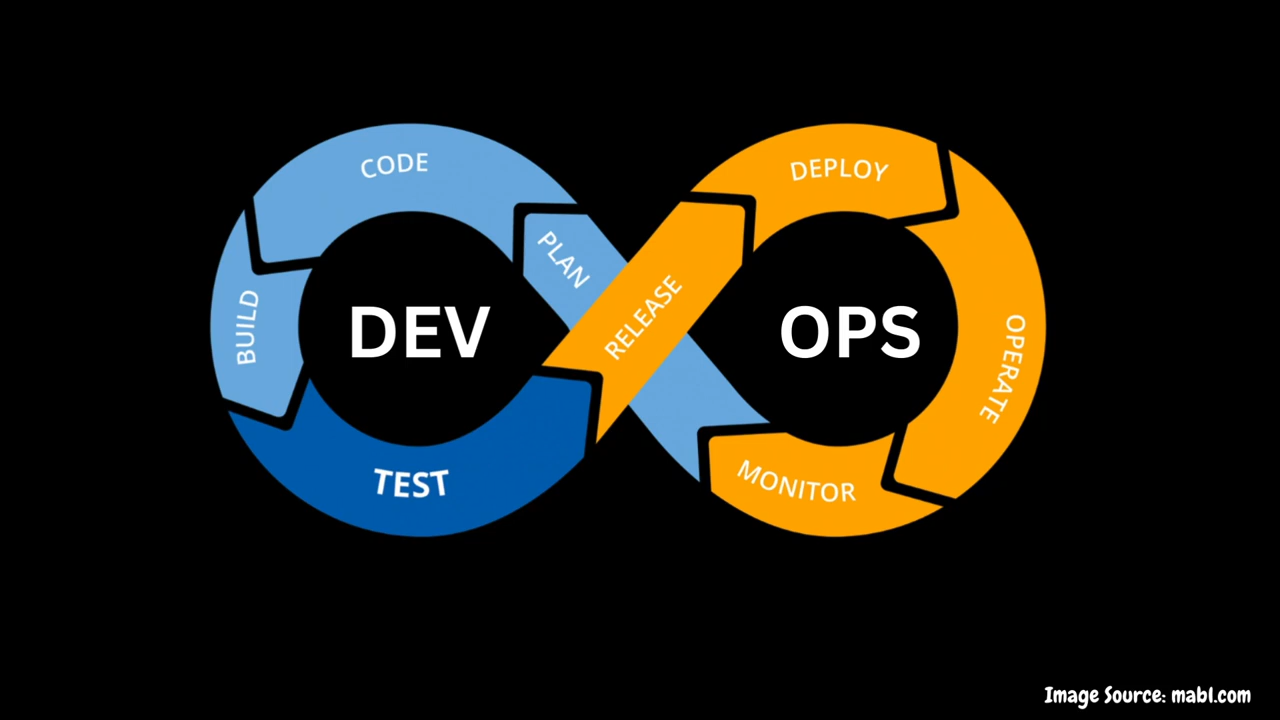 CODE
DEPLOY
PLAN
BUILD
RELEASE
DEV
OPS
OPERATE
TEST
MONITOR
Image Source: mabl.com